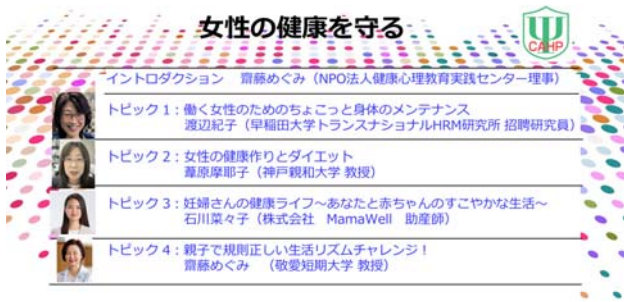 女性の健康を守る
CAHP
イントロダクション 齋藤めぐみ（NPO法人健康心理教育実践センター理事）
トピック1：働く女性のためのちょこっと身体のメンテナンス
渡辺紀子（早稲田大学トランスナショナルHRM研究所 招聘研究員）
トピック2：女性の健康作りとダイエット
葦原摩耶子（神戸親和大学 教授）
トピック3：妊婦さんの健康ライフ～あなたと赤ちゃんのすこやかな生活～
石川菜々子（株式会社 MamaWell 助産師）
トピック4：親子で規則正しい生活リズムチャレンジ！
齋藤めぐみ （敬愛短期大学 教授）